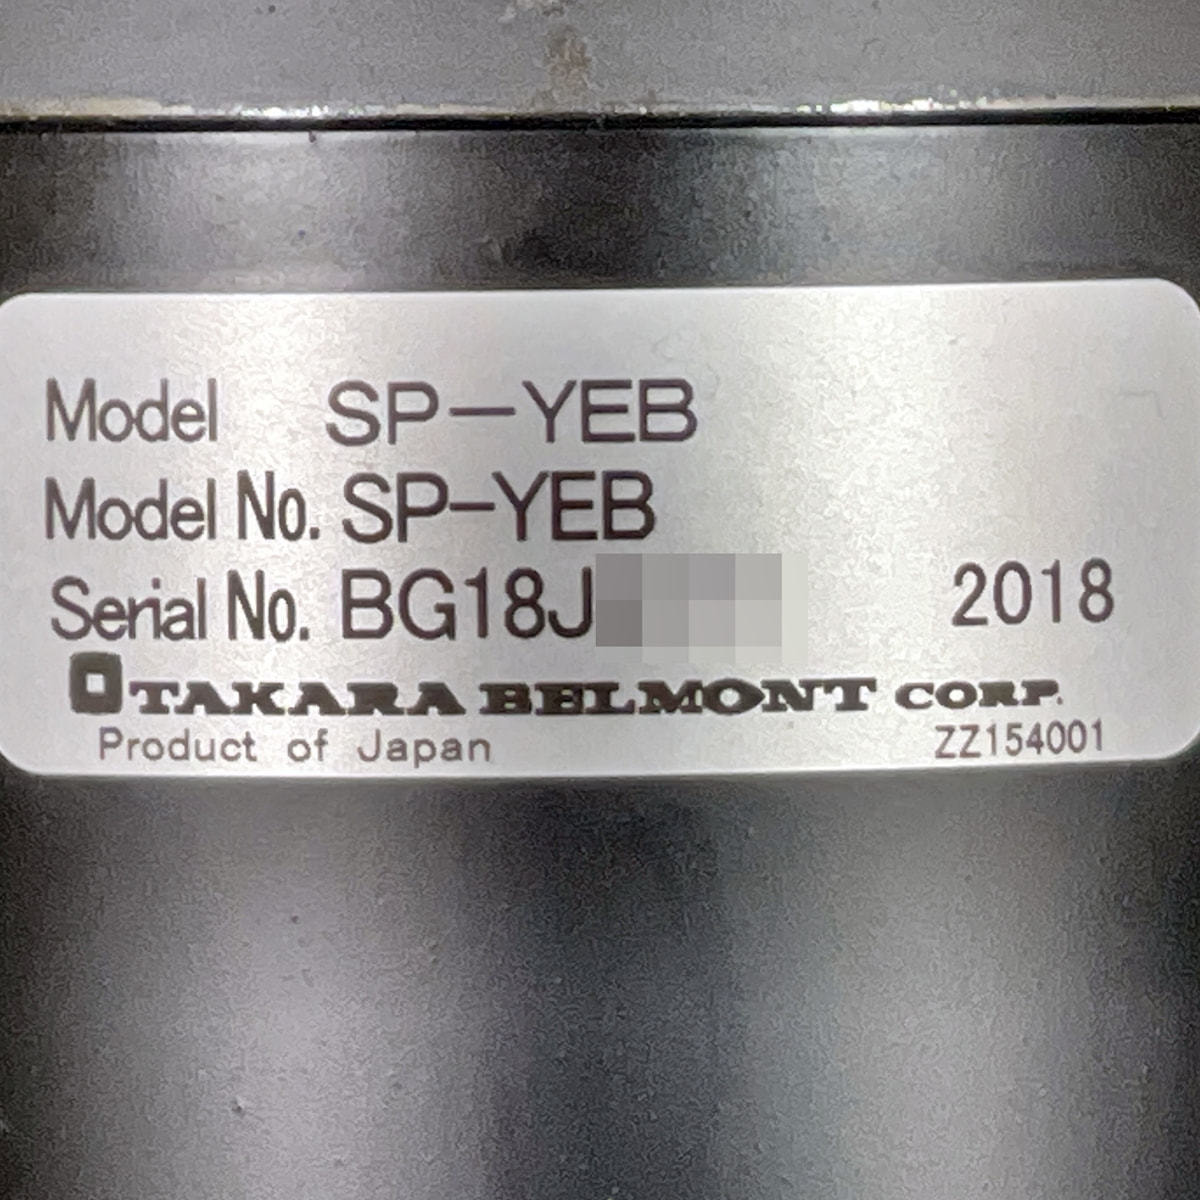 Model SP-YEB
Model No. SP-YEB
Serial No. BG18J 2018
TAKARA BELMONT CORP.
Product of Japan ZZ154001